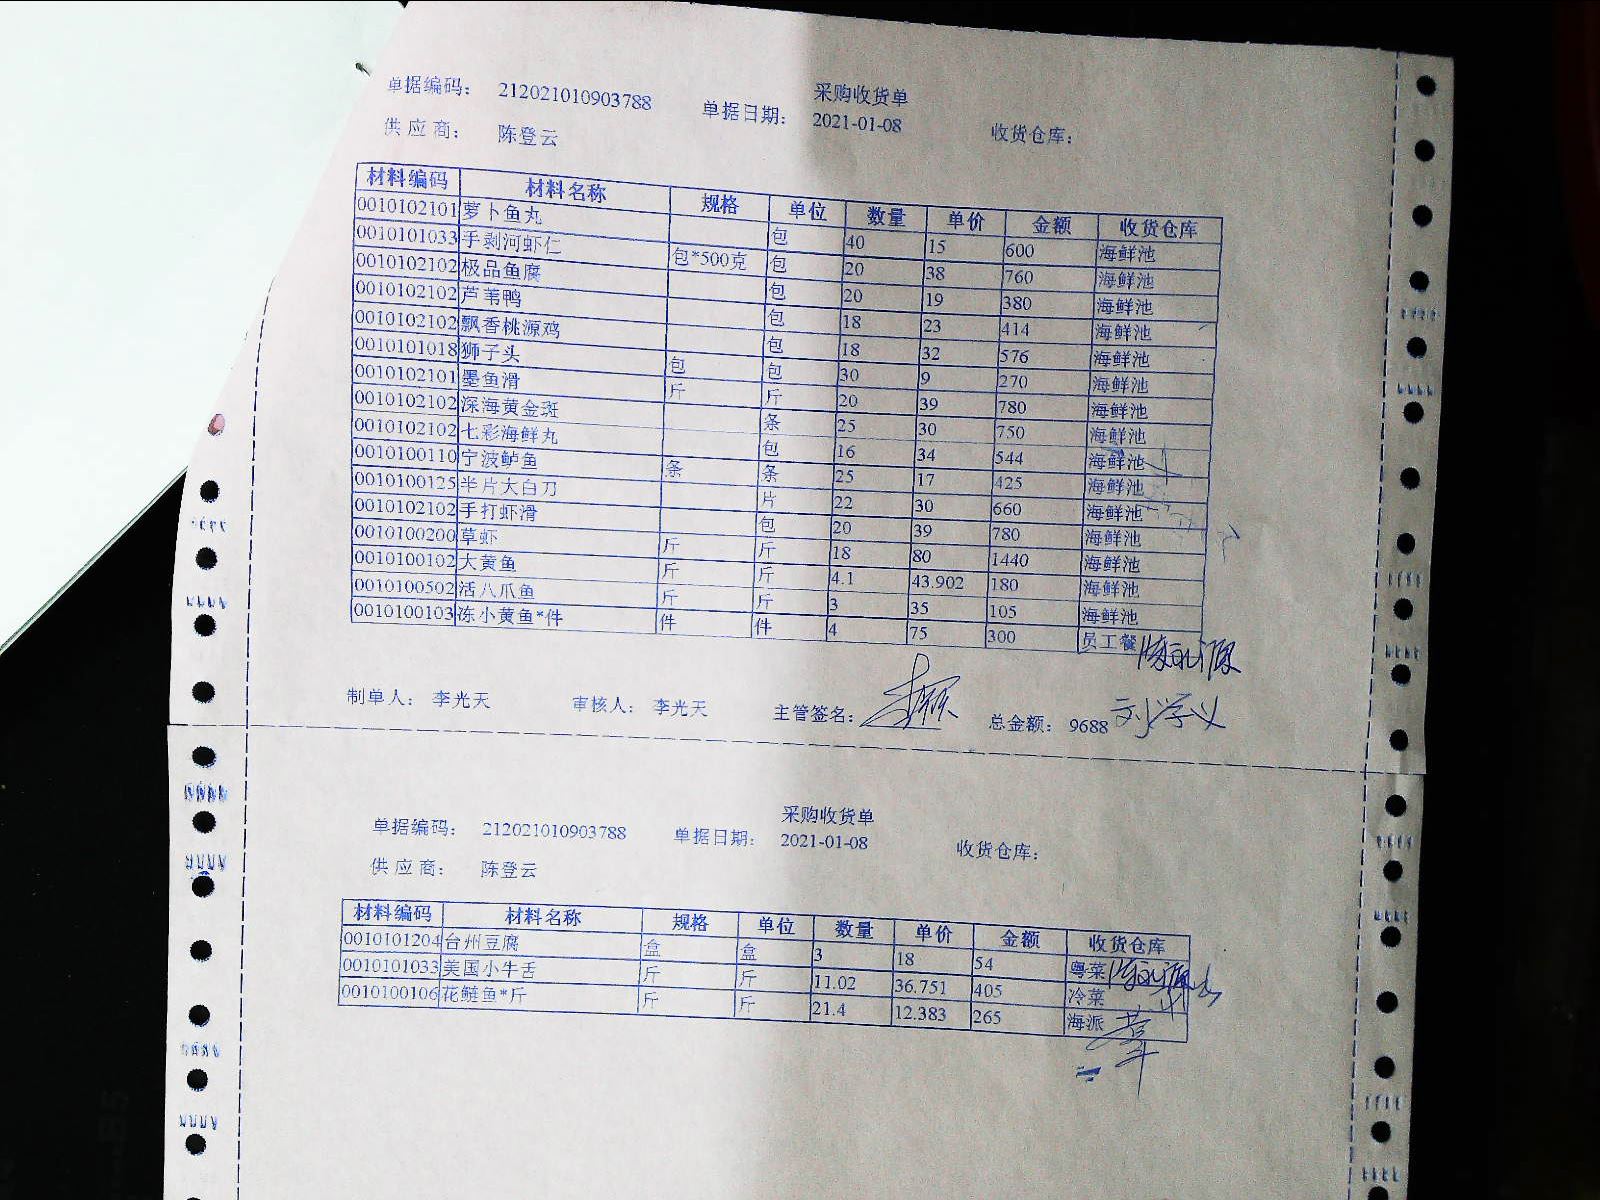 采购收货单
单据编码： 212021010903788 单据日期： 2021-01-08 收货仓库：
供应商： 陈登云
材料编码 材料名称 规格 单位 数量 单价 金额 收货仓库
0010102101 萝卜鱼丸 包 40 15 600 海鲜池
0010101033 手剥河虾仁 包*500克 包 20 38 760 海鲜池
0010102102 极品鱼腐 包 20 19 380 海鲜池
0010102102 芦苇鸭 包 18 23 414 海鲜池
0010102102 飘香桃源鸡 包 18 32 576 海鲜池
0010101018 狮子头 包 包 30 9 270 海鲜池
0010102101 墨鱼滑 斤 斤 20 39 780 海鲜池
0010102102 深海黄金斑 条 25 30 750 海鲜池
0010102102 七彩海鲜丸 包 16 34 544 海鲜池
0010100110 宁波鲈鱼 条 条 25 17 425 海鲜池
0010100125 半片大白刀 片 22 30 660 海鲜池
0010102102 手打虾滑 包 20 39 780 海鲜池
0010100200 草虾 斤 斤 18 80 1440 海鲜池
0010100102 大黄鱼 斤 斤 4.1 43.902 180 海鲜池
0010100502 活八爪鱼 斤 斤 3 35 105 海鲜池
0010100103 冻小黄鱼*件 件 件 4 75 300 员工餐
制单人： 李光天 审核人： 李光天 主管签名： 总金额： 9688 刘学义
采购收货单
单据编码： 212021010903788 单据日期： 2021-01-08 收货仓库：
供应商： 陈登云
材料编码 材料名称 规格 单位 数量 单价 金额 收货仓库
0010101204 台州豆腐 盒 盒 3 18 54 粤菜
0010101033 美国小牛舌 斤 斤 11.02 36.751 405 冷菜
0010100106 花鲢鱼*斤 斤 斤 21.4 12.383 265 海派